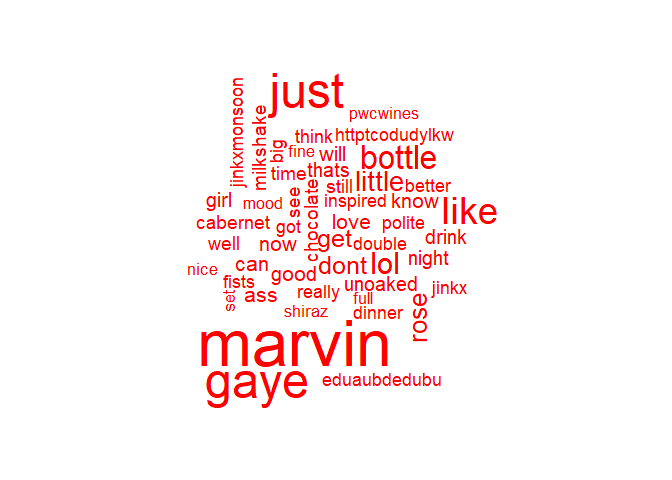 just
jinkxmonsoon
milkshake
pwcwines
think
httptcodudylkw
big
fine
will
bottle
time
thats
still
little
better
girl
mood
see
chocolate
inspired
know
like
cabernet
got
love
polite
well
now
get
double
drink
nice
can
good
dont
lol
night
fists
set
ass
really
unoaked
full
jinkx
shiraz
dinner
rose
marvin
gaye
eduaubdedubu